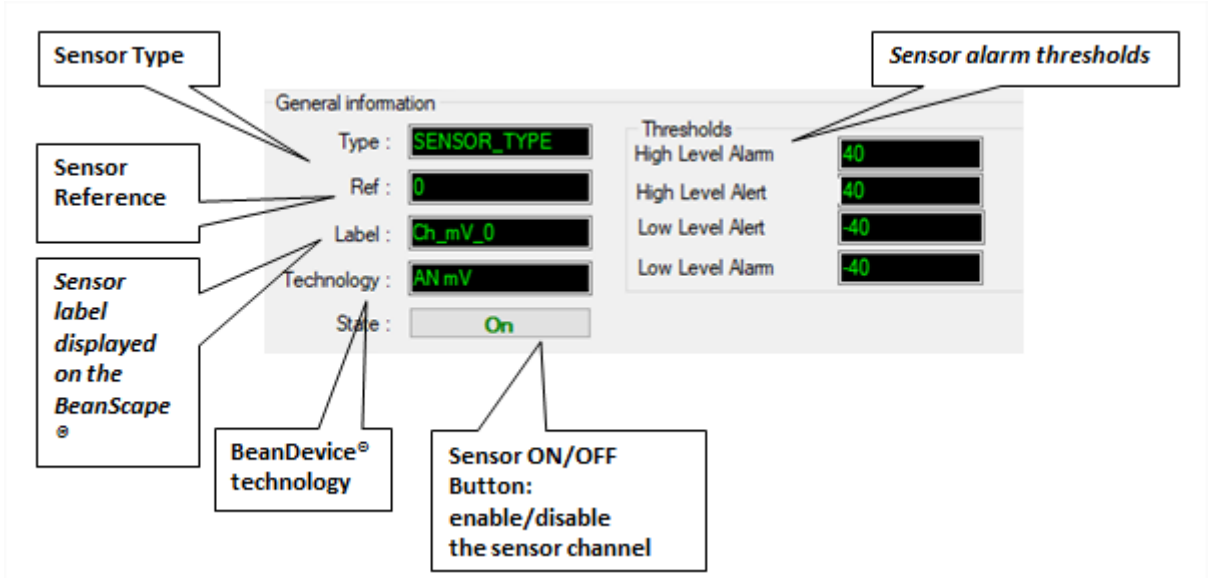 Sensor Type
Sensor alarm thresholds
General information
Type :
SENSOR_TYPE
Ref :
0
Label :
Ch_mV_0
Technology :
AN mV
State :
On
Thresholds
High Level Alarm
40
High Level Alert
40
Low Level Alert
-40
Low Level Alarm
-40
Sensor
Reference
Sensor
label
displayed
on the
BeanScape
®
BeanDevice®
technology
Sensor ON/OFF
Button:
enable/disable
the sensor channel